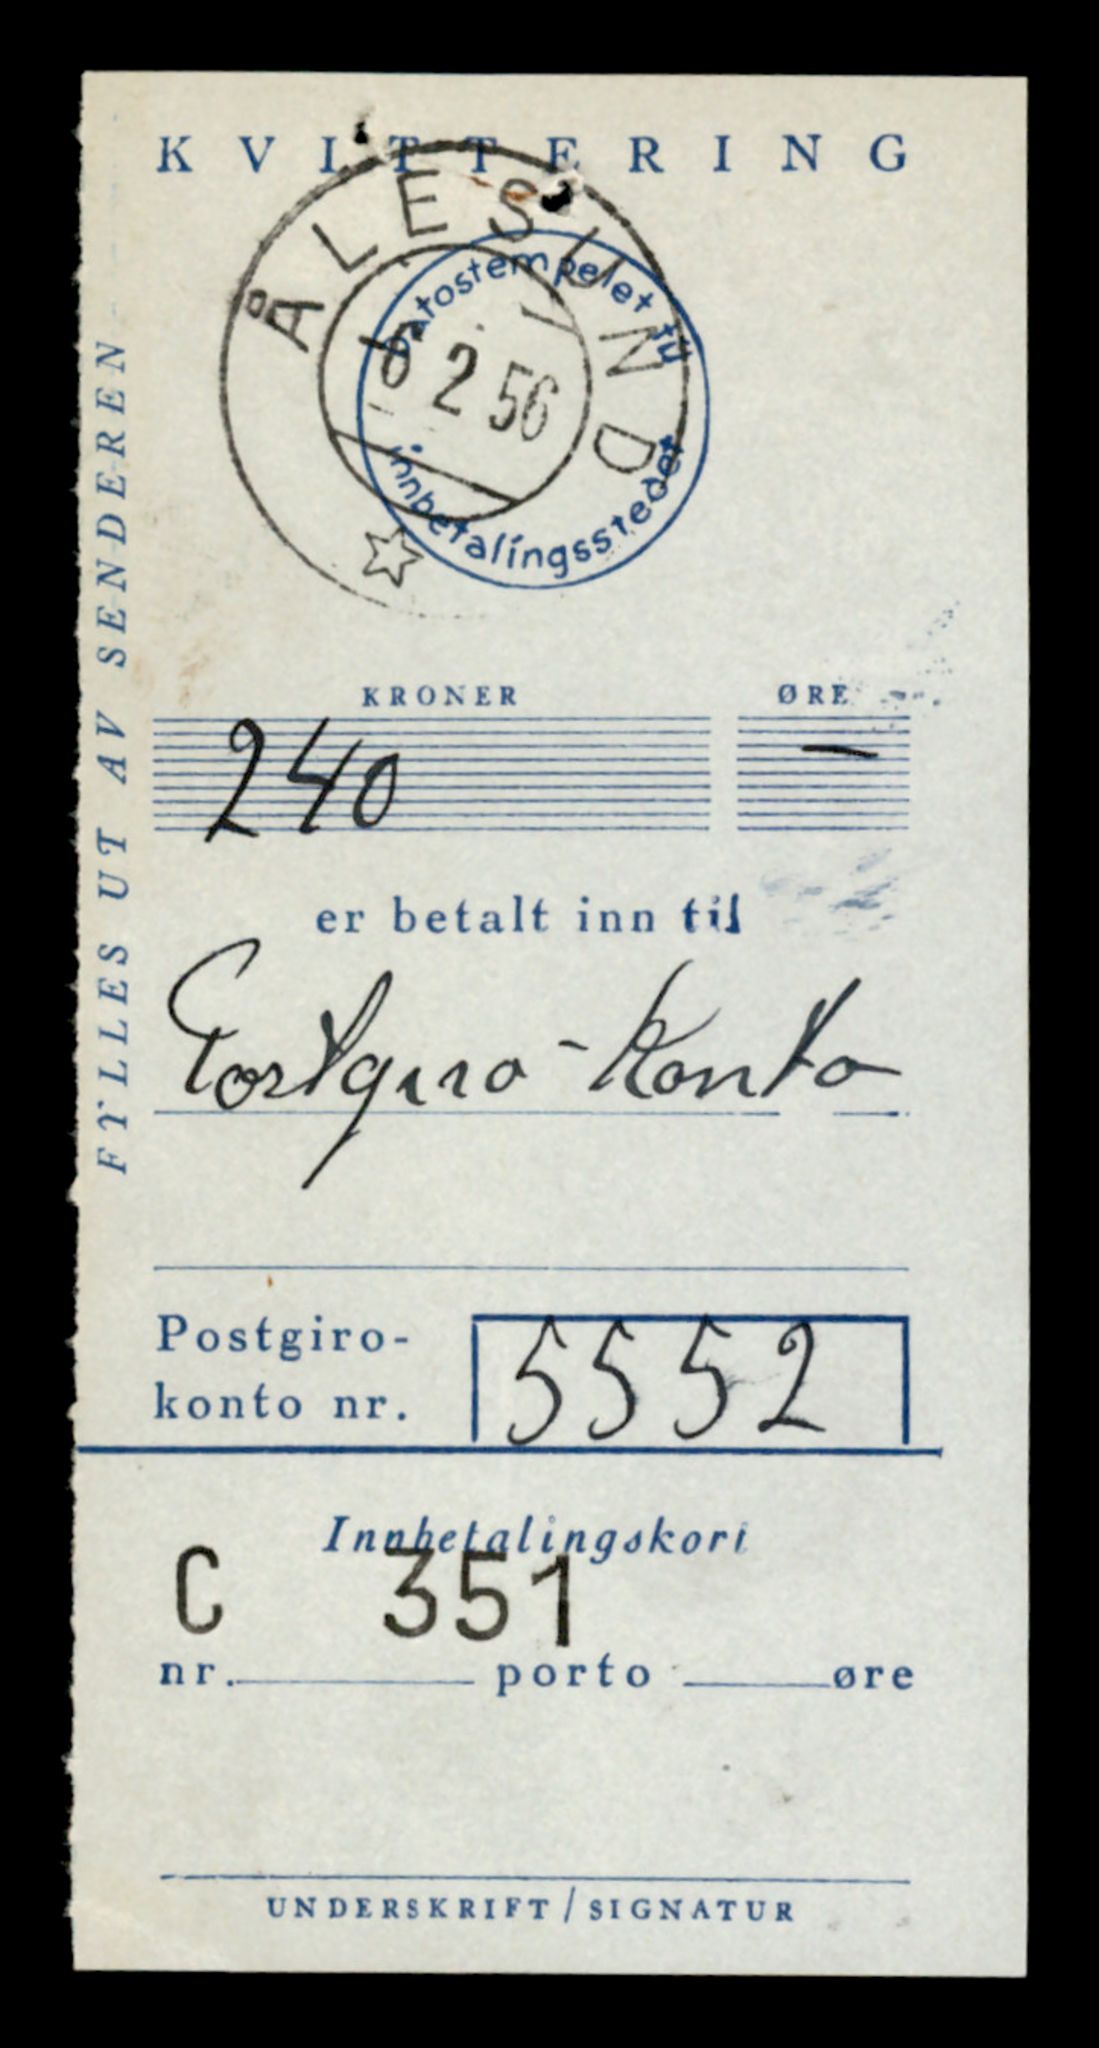 KVITTERING
ÅLESUND
Datostempelet til
6 2 56
innbetalingsstedet
FYLLES UT AV SENDEREN
KRONER ØRE
240 —
er betalt inn til
Postgiro-konto
Postgiro-
konto nr. 5552
Innbetalingskort
C 351
nr. porto øre
UNDERSKRIFT/SIGNATUR